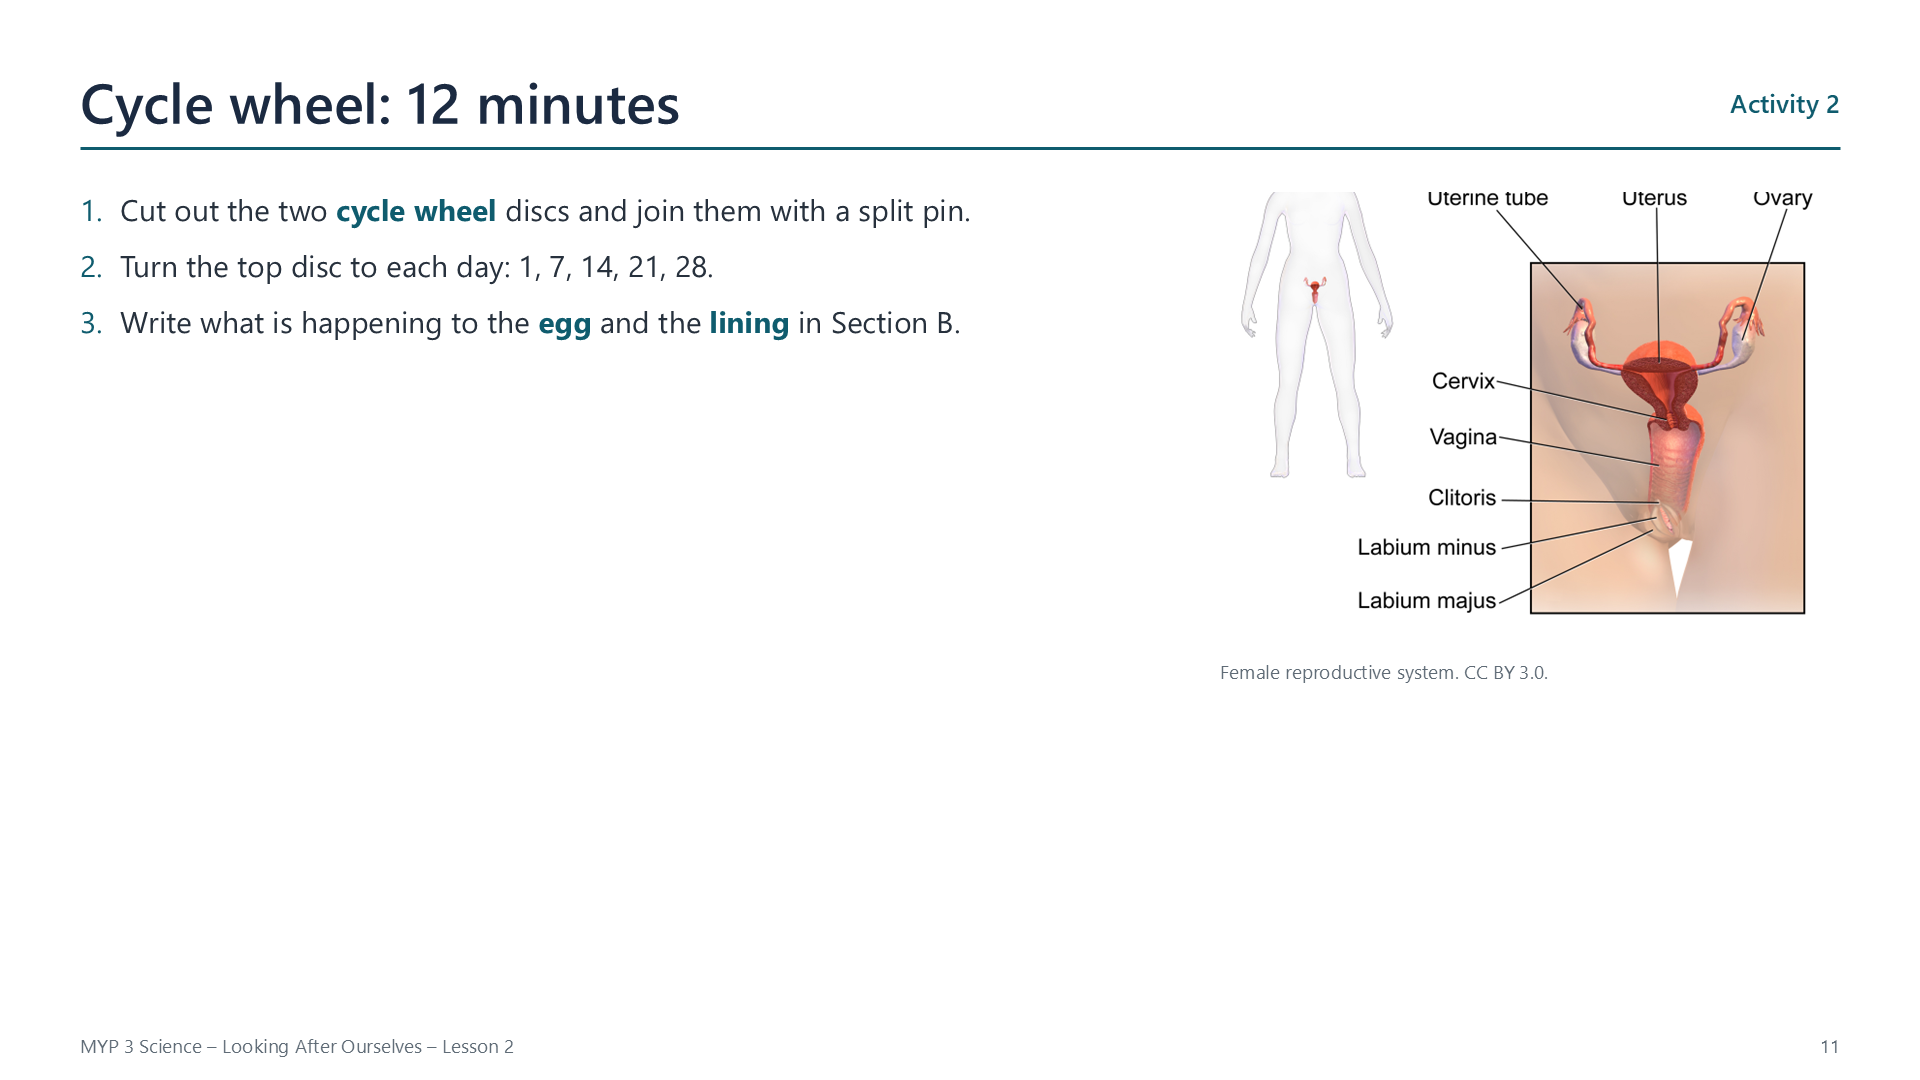 Cycle wheel: 12 minutes
Activity 2
1. Cut out the two cycle wheel discs and join them with a split pin.
2. Turn the top disc to each day: 1, 7, 14, 21, 28.
3. Write what is happening to the egg and the lining in Section B.
Uterine tube
Uterus
Ovary
Cervix
Vagina
Clitoris
Labium minus
Labium majus
Female reproductive system. CC BY 3.0.
MYP 3 Science – Looking After Ourselves – Lesson 2
11